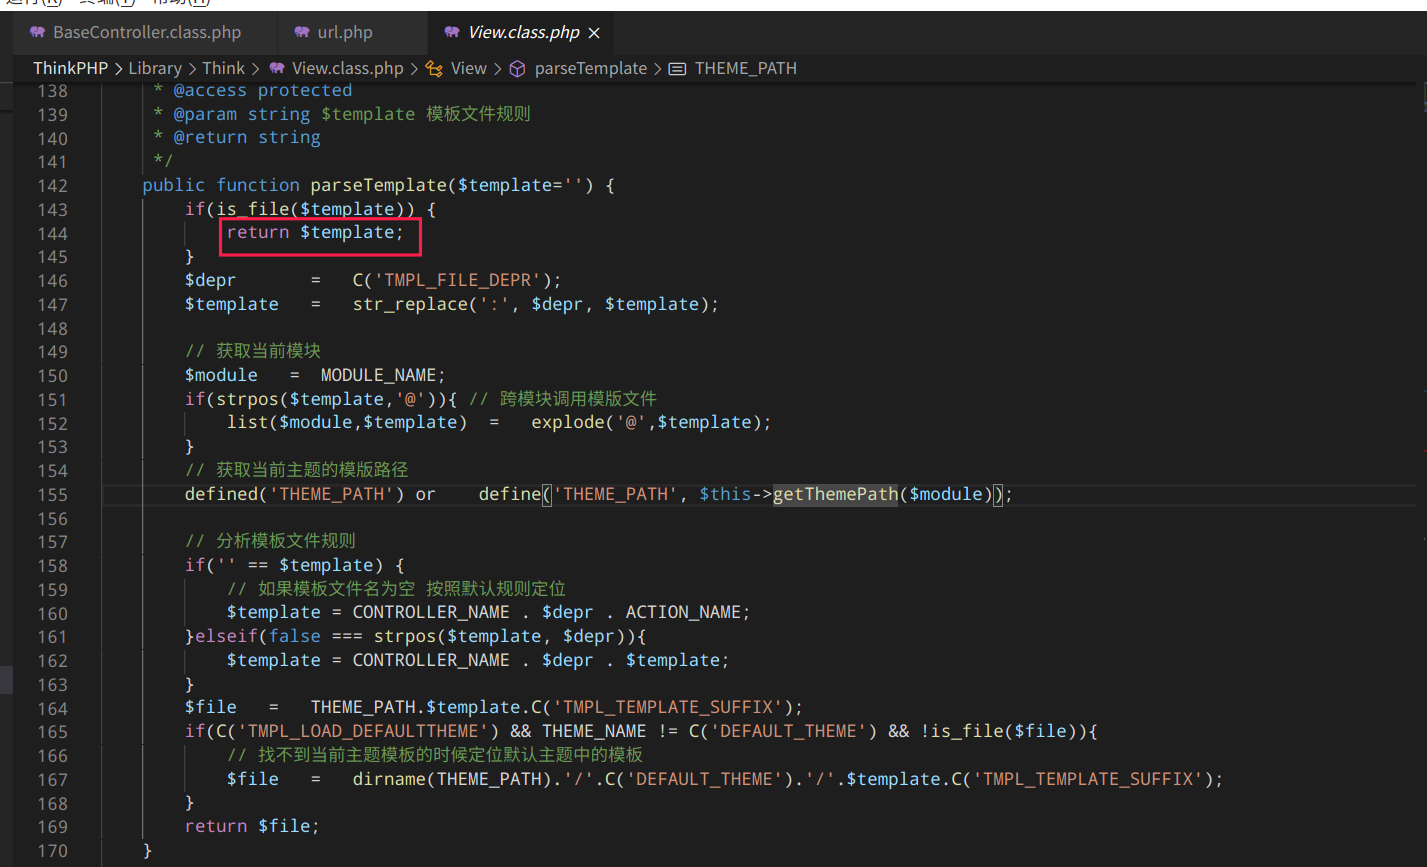 运行(R) 终端(T) 帮助(H)
BaseController.class.php url.php View.class.php ×
ThinkPHP > Library > Think > View.class.php > View > parseTemplate > THEME_PATH
138 * @access protected
139 * @param string $template 模板文件规则
140 * @return string
141 */
142 public function parseTemplate($template='') {
143 if(is_file($template)) {
144 return $template;
145 }
146 $depr = C('TMPL_FILE_DEPR');
147 $template = str_replace(':', $depr, $template);
148
149 // 获取当前模块
150 $module = MODULE_NAME;
151 if(strpos($template,'@')){ // 跨模块调用模版文件
152 list($module,$template) = explode('@',$template);
153 }
154 // 获取当前主题的模版路径
155 defined('THEME_PATH') or define('THEME_PATH', $this->getThemePath($module));
156
157 // 分析模板文件规则
158 if('' == $template) {
159 // 如果模板文件名为空 按照默认规则定位
160 $template = CONTROLLER_NAME . $depr . ACTION_NAME;
161 }elseif(false === strpos($template, $depr)){
162 $template = CONTROLLER_NAME . $depr . $template;
163 }
164 $file = THEME_PATH.$template.C('TMPL_TEMPLATE_SUFFIX');
165 if(C('TMPL_LOAD_DEFAULTTHEME') && THEME_NAME != C('DEFAULT_THEME') && !is_file($file)){
166 // 找不到当前主题模板的时候定位默认主题中的模板
167 $file = dirname(THEME_PATH).'/'.C('DEFAULT_THEME').'/'.$template.C('TMPL_TEMPLATE_SUFFIX');
168 }
169 return $file;
170 }